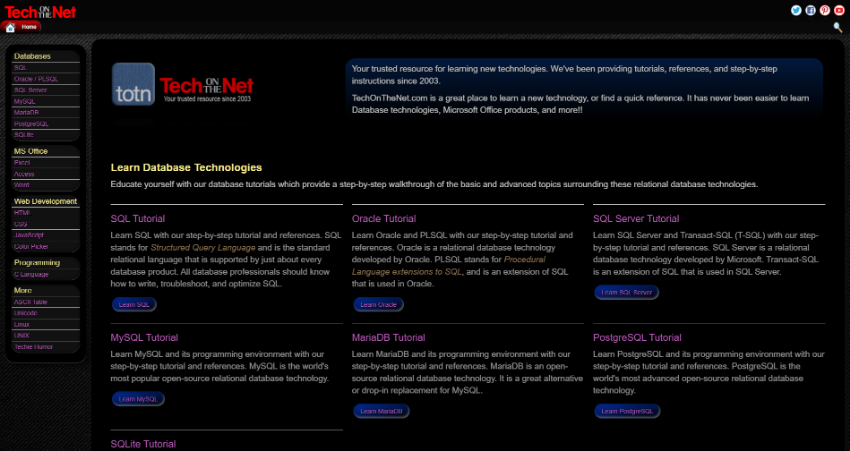 Tech ON THE Net
Home
Databases
SQL
Oracle / PLSQL
SQL Server
MySQL
MariaDB
PostgreSQL
SQLite
MS Office
Excel
Access
Word
Web Development
HTML
CSS
JavaScript
Color Picker
Programming
C Language
More
ASCII Table
Unicode
Linux
UNIX
Techie Humor
totn
Tech ON THE Net
Your trusted resource since 2003
Your trusted resource for learning new technologies. We've been providing tutorials, references, and step-by-step
instructions since 2003.
TechOnTheNet.com is a great place to learn a new technology, or find a quick reference. It has never been easier to learn
Database technologies, Microsoft Office products, and more!!
Learn Database Technologies
Educate yourself with our database tutorials which provide a step-by-step walkthrough of the basic and advanced topics surrounding these relational database technologies.
SQL Tutorial
Learn SQL with our step-by-step tutorial and references. SQL
stands for Structured Query Language and is the standard
relational language that is supported by just about every
database product. All database professionals should know
how to write, troubleshoot, and optimize SQL.
Learn SQL
Oracle Tutorial
Learn Oracle and PLSQL with our step-by-step tutorial and
references. Oracle is a relational database technology
developed by Oracle. PLSQL stands for Procedural
Language extensions to SQL, and is an extension of SQL
that is used in Oracle.
Learn Oracle
SQL Server Tutorial
Learn SQL Server and Transact-SQL (T-SQL) with our step-
by-step tutorial and references. SQL Server is a relational
database technology developed by Microsoft. Transact-SQL
is an extension of SQL that is used in SQL Server.
Learn SQL Server
MySQL Tutorial
Learn MySQL and its programming environment with our
step-by-step tutorial and references. MySQL is the world's
most popular open-source relational database technology.
Learn MySQL
MariaDB Tutorial
Learn MariaDB and its programming environment with our
step-by-step tutorial and references. MariaDB is an open-
source relational database technology. It is a great alternative
or drop-in replacement for MySQL.
Learn MariaDB
PostgreSQL Tutorial
Learn PostgreSQL and its programming environment with our
step-by-step tutorial and references. PostgreSQL is the
world's most advanced open-source relational database
technology.
Learn PostgreSQL
SQLite Tutorial